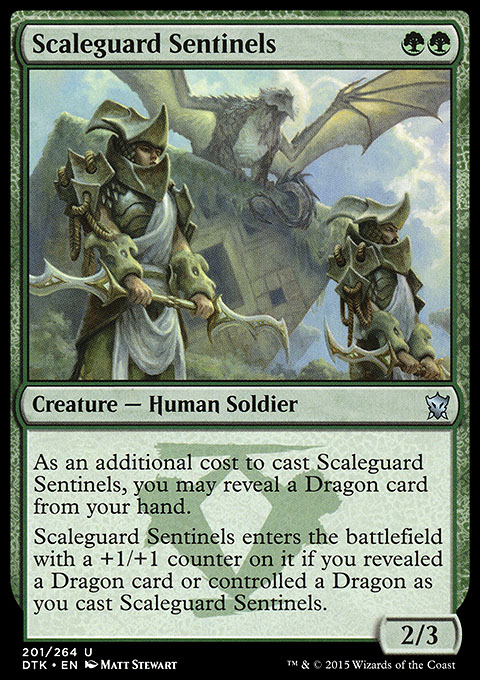 Scaleguard Sentinels
Creature — Human Soldier
As an additional cost to cast Scaleguard
Sentinels, you may reveal a Dragon card
from your hand.
Scaleguard Sentinels enters the battlefield
with a +1/+1 counter on it if you revealed
a Dragon card or controlled a Dragon as
you cast Scaleguard Sentinels.
2/3
201/264 U
DTK • EN Matt Stewart
™ & © 2015 Wizards of the Coast